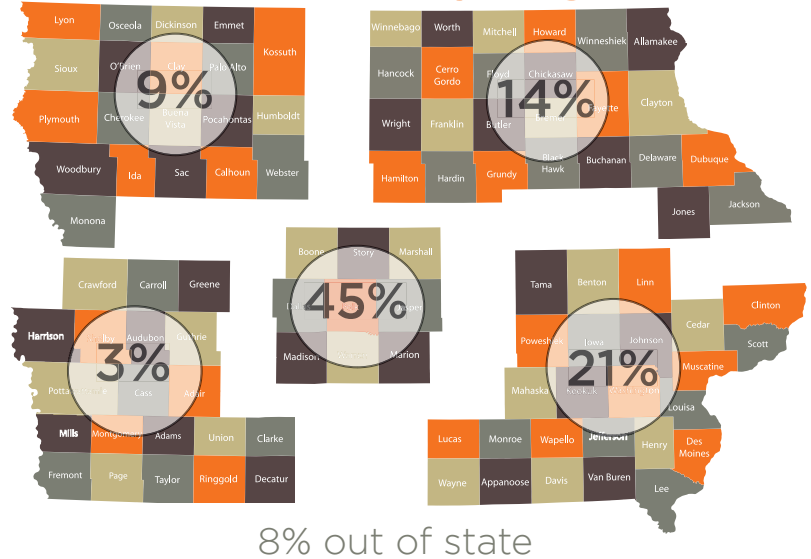 Lyon Osceola Dickinson Emmet Kossuth
Sioux O'Brien Clay Palo Alto
9%
Plymouth Cherokee Buena Vista Pocahontas Humboldt
Woodbury Ida Sac Calhoun Webster
Monona
Winnebago Worth Mitchell Howard Winneshiek Allamakee
Hancock Cerro Gordo Floyd Chickasaw
14%
Wright Franklin Butler Bremer Fayette Clayton
Hamilton Hardin Grundy Black Hawk Buchanan Delaware Dubuque
Jones Jackson
Crawford Carroll Greene
Harrison Audubon Guthrie
3%
Cass Adair
Mills Montgomery Adams Union Clarke
Fremont Page Taylor Ringgold Decatur
Boone Story Marshall
45%
Jasper
Madison Marion
Tama Benton Linn
Poweshiek Iowa Johnson Cedar Clinton
Scott
21%
Muscatine
Mahaska Keokuk Louisa
Lucas Monroe Wapello Jefferson Henry Des Moines
Wayne Appanoose Davis Van Buren Lee
8% out of state